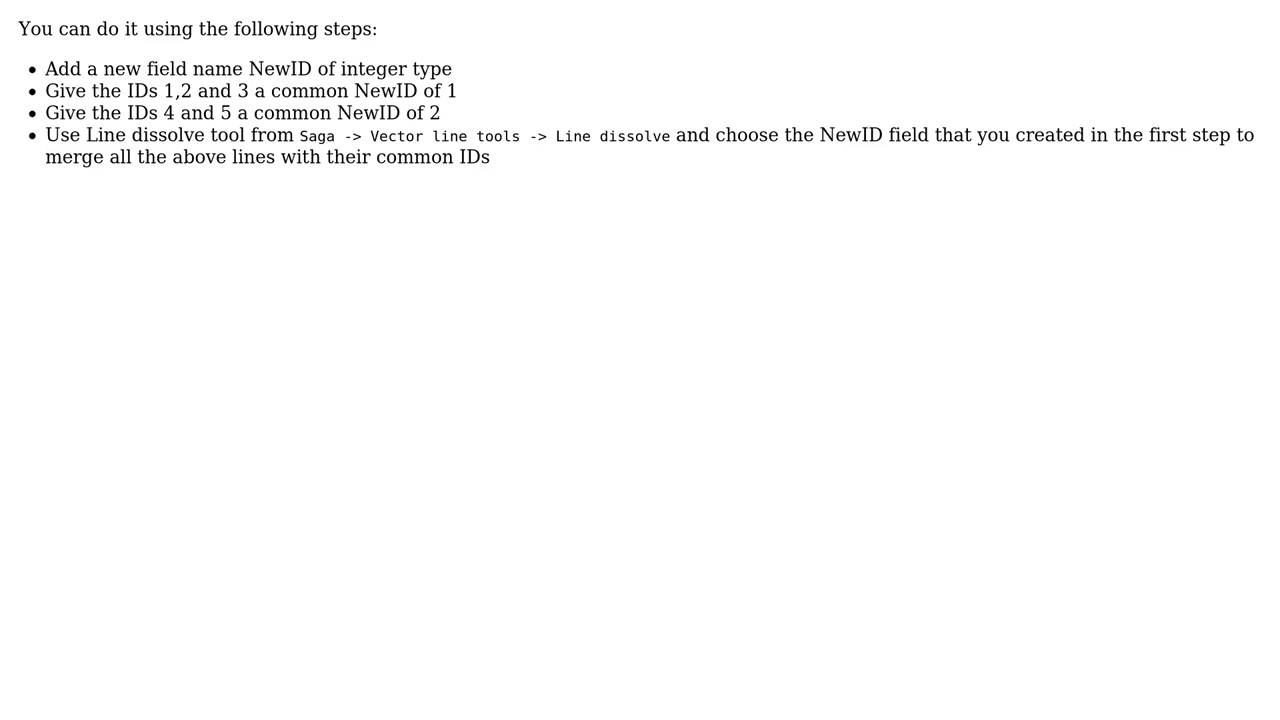 You can do it using the following steps:
• Add a new field name NewID of integer type
• Give the IDs 1,2 and 3 a common NewID of 1
• Give the IDs 4 and 5 a common NewID of 2
• Use Line dissolve tool from Saga -> Vector line tools -> Line dissolve and choose the NewID field that you created in the first step to
merge all the above lines with their common IDs